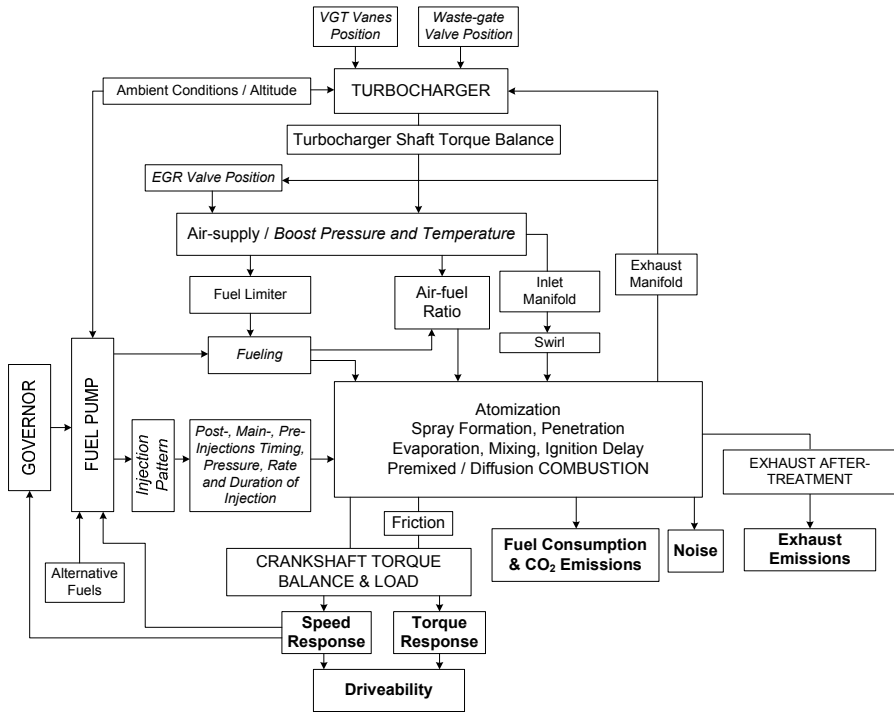 VGT Vanes
Position
Waste-gate
Valve Position
Ambient Conditions / Altitude
TURBOCHARGER
Turbocharger Shaft Torque Balance
EGR Valve Position
Air-supply / Boost Pressure and Temperature
Fuel Limiter
Air-fuel
Ratio
Inlet
Manifold
Exhaust
Manifold
Fueling
Swirl
GOVERNOR
FUEL PUMP
Injection
Pattern
Post-, Main-, Pre-
Injections Timing,
Pressure, Rate
and Duration of
Injection
Atomization
Spray Formation, Penetration
Evaporation, Mixing, Ignition Delay
Premixed / Diffusion COMBUSTION
EXHAUST AFTER-
TREATMENT
Friction
Alternative
Fuels
CRANKSHAFT TORQUE
BALANCE & LOAD
Fuel Consumption
& CO₂ Emissions
Noise
Exhaust
Emissions
Speed
Response
Torque
Response
Driveability